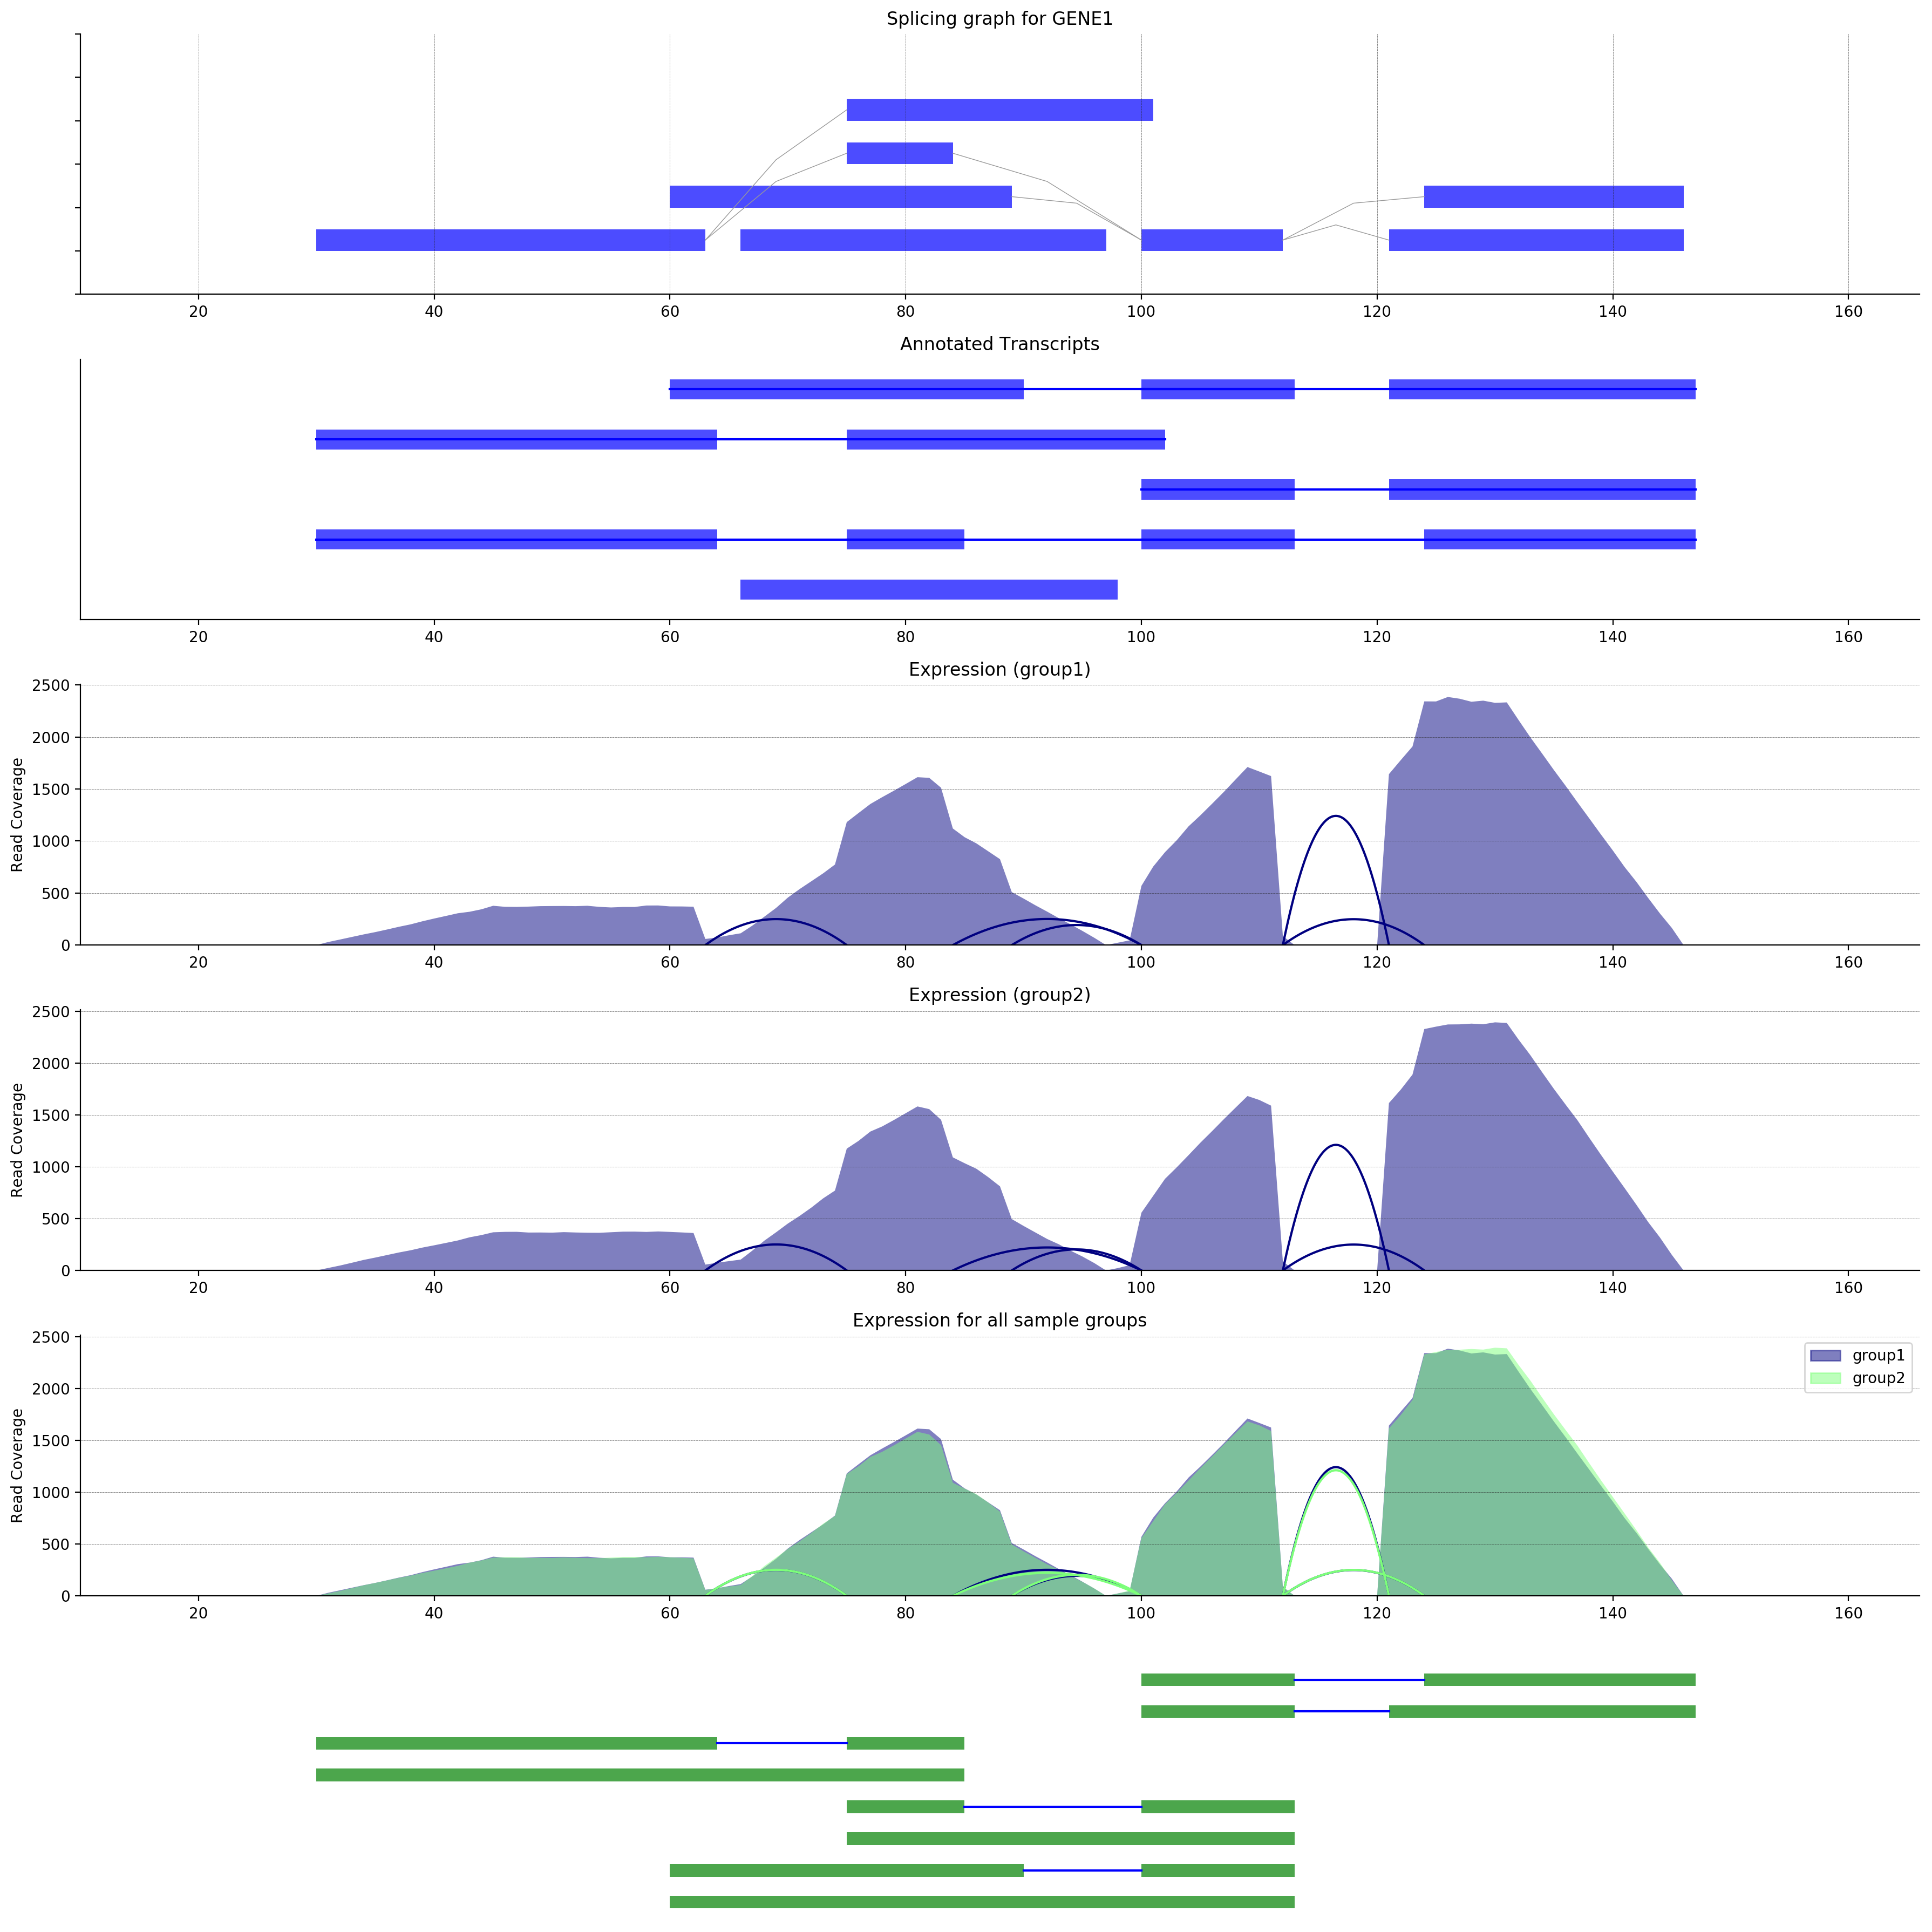 Splicing graph for GENE1
20 40 60 80 100 120 140 160
Annotated Transcripts
20 40 60 80 100 120 140 160
Expression (group1)
Read Coverage
2500
2000
1500
1000
500
0
20 40 60 80 100 120 140 160
Expression (group2)
Read Coverage
2500
2000
1500
1000
500
0
20 40 60 80 100 120 140 160
Expression for all sample groups
Read Coverage
2500
2000
1500
1000
500
0
group1
group2
20 40 60 80 100 120 140 160